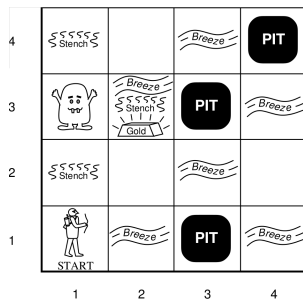 4
Stench
Breeze
PIT
3
Breeze
Stench
Gold
PIT
Breeze
2
Stench
Breeze
1
START
Breeze
PIT
Breeze
1 2 3 4